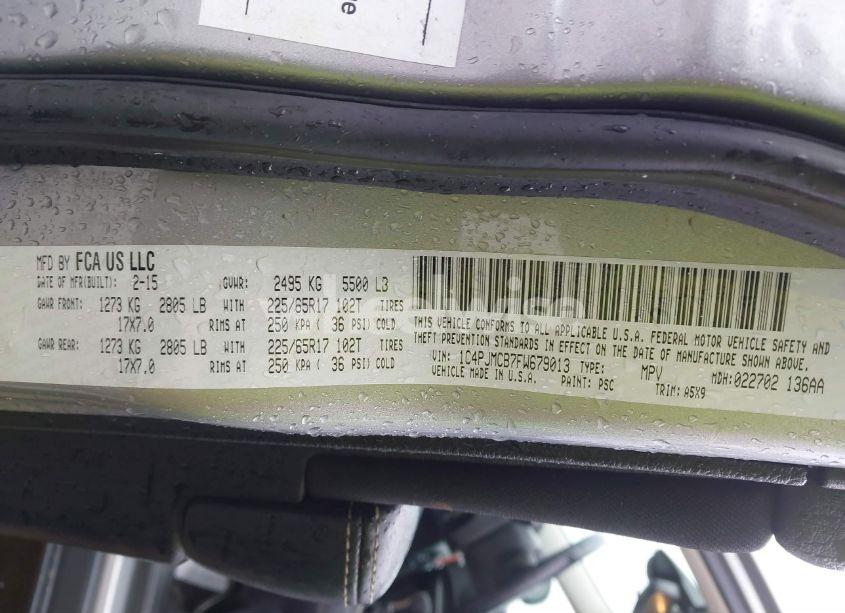 ve
MFD BY FCA US LLC
DATE OF MFR(BUILT): 2-15 GVWR: 2495 KG 5500 LB
GAWR FRONT: 1273 KG 2805 LB WITH 225/65R17 102T TIRES
17X7.0 RIMS AT 250 KPA ( 36 PSI) COLD
GAWR REAR: 1273 KG 2805 LB WITH 225/65R17 102T TIRES
17X7.0 RIMS AT 250 KPA ( 36 PSI) COLD
THIS VEHICLE CONFORMS TO ALL APPLICABLE U.S.A. FEDERAL MOTOR VEHICLE SAFETY AND
THEFT PREVENTION STANDARDS IN EFFECT ON THE DATE OF MANUFACTURE SHOWN ABOVE.
VIN: 1C4PJMCB7FW679013 TYPE: MPV MDH:022702 136AA
VEHICLE MADE IN U.S.A. PAINT: PSC TRIM: A5X9